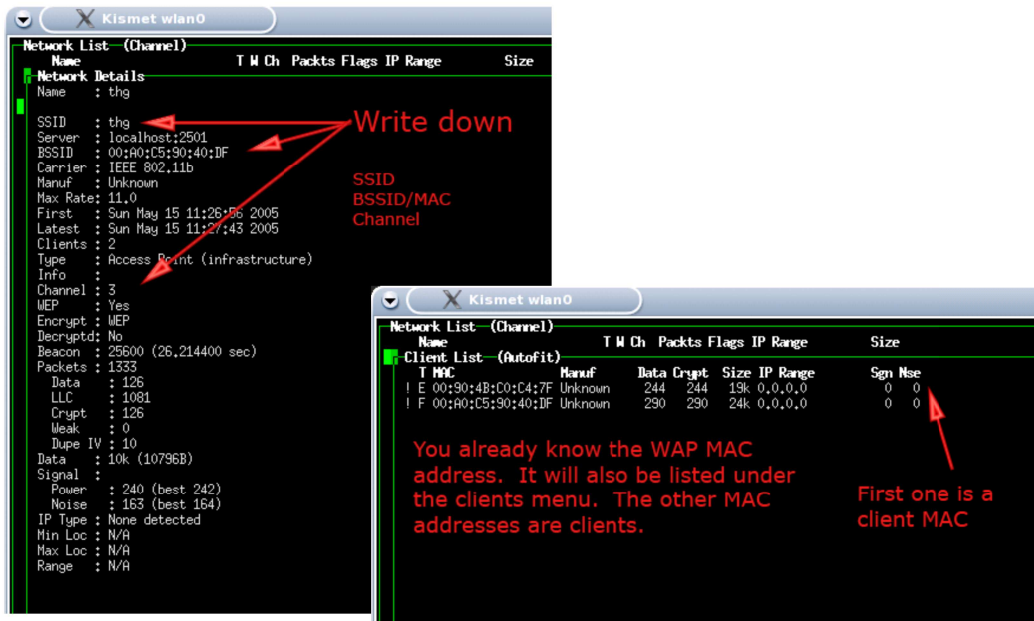 Kismet wlan0
Network List—(Channel)
Name T W Ch Packts Flags IP Range Size
Network Details
Name : thg
SSID : thg
Server : localhost:2501
BSSID : 00:A0:C5:90:40:DF
Carrier : IEEE 802.11b
Manuf : Unknown
Max Rate: 11.0
First : Sun May 15 11:26:56 2005
Latest : Sun May 15 11:27:43 2005
Clients : 2
Type : Access Point (infrastructure)
Info :
Channel : 3
WEP : Yes
Encrypt : WEP
Decryptd: No
Beacon : 25600 (26.214400 sec)
Packets : 1333
Data : 126
LLC : 1081
Crypt : 126
Weak : 0
Dupe IV : 10
Data : 10k (10796B)
Signal :
Power : 240 (best 242)
Noise : 163 (best 164)
IP Type : None detected
Min Loc : N/A
Max Loc : N/A
Range : N/A
Write down
SSID
BSSID/MAC
Channel
Kismet wlan0
Network List—(Channel)
Name T W Ch Packts Flags IP Range Size
Client List—(Autofit)
T MAC Manuf Data Crypt Size IP Range Sgn Nse
! E 00:90:4B:C0:C4:7F Unknown 244 244 19k 0.0.0.0 0 0
! F 00:A0:C5:90:40:DF Unknown 290 290 24k 0.0.0.0 0 0
You already know the WAP MAC
address. It will also be listed under
the clients menu. The other MAC
addresses are clients.
First one is a
client MAC